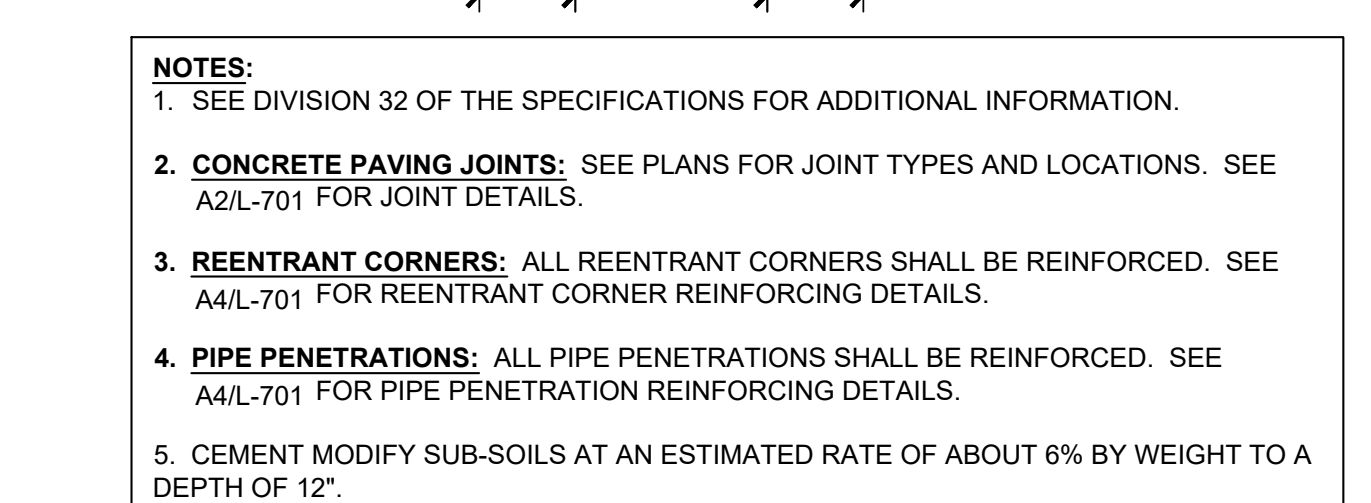 NOTES:
1. SEE DIVISION 32 OF THE SPECIFICATIONS FOR ADDITIONAL INFORMATION.
2. CONCRETE PAVING JOINTS: SEE PLANS FOR JOINT TYPES AND LOCATIONS. SEE
A2/L-701 FOR JOINT DETAILS.
3. REENTRANT CORNERS: ALL REENTRANT CORNERS SHALL BE REINFORCED. SEE
A4/L-701 FOR REENTRANT CORNER REINFORCING DETAILS.
4. PIPE PENETRATIONS: ALL PIPE PENETRATIONS SHALL BE REINFORCED. SEE
A4/L-701 FOR PIPE PENETRATION REINFORCING DETAILS.
5. CEMENT MODIFY SUB-SOILS AT AN ESTIMATED RATE OF ABOUT 6% BY WEIGHT TO A
DEPTH OF 12".